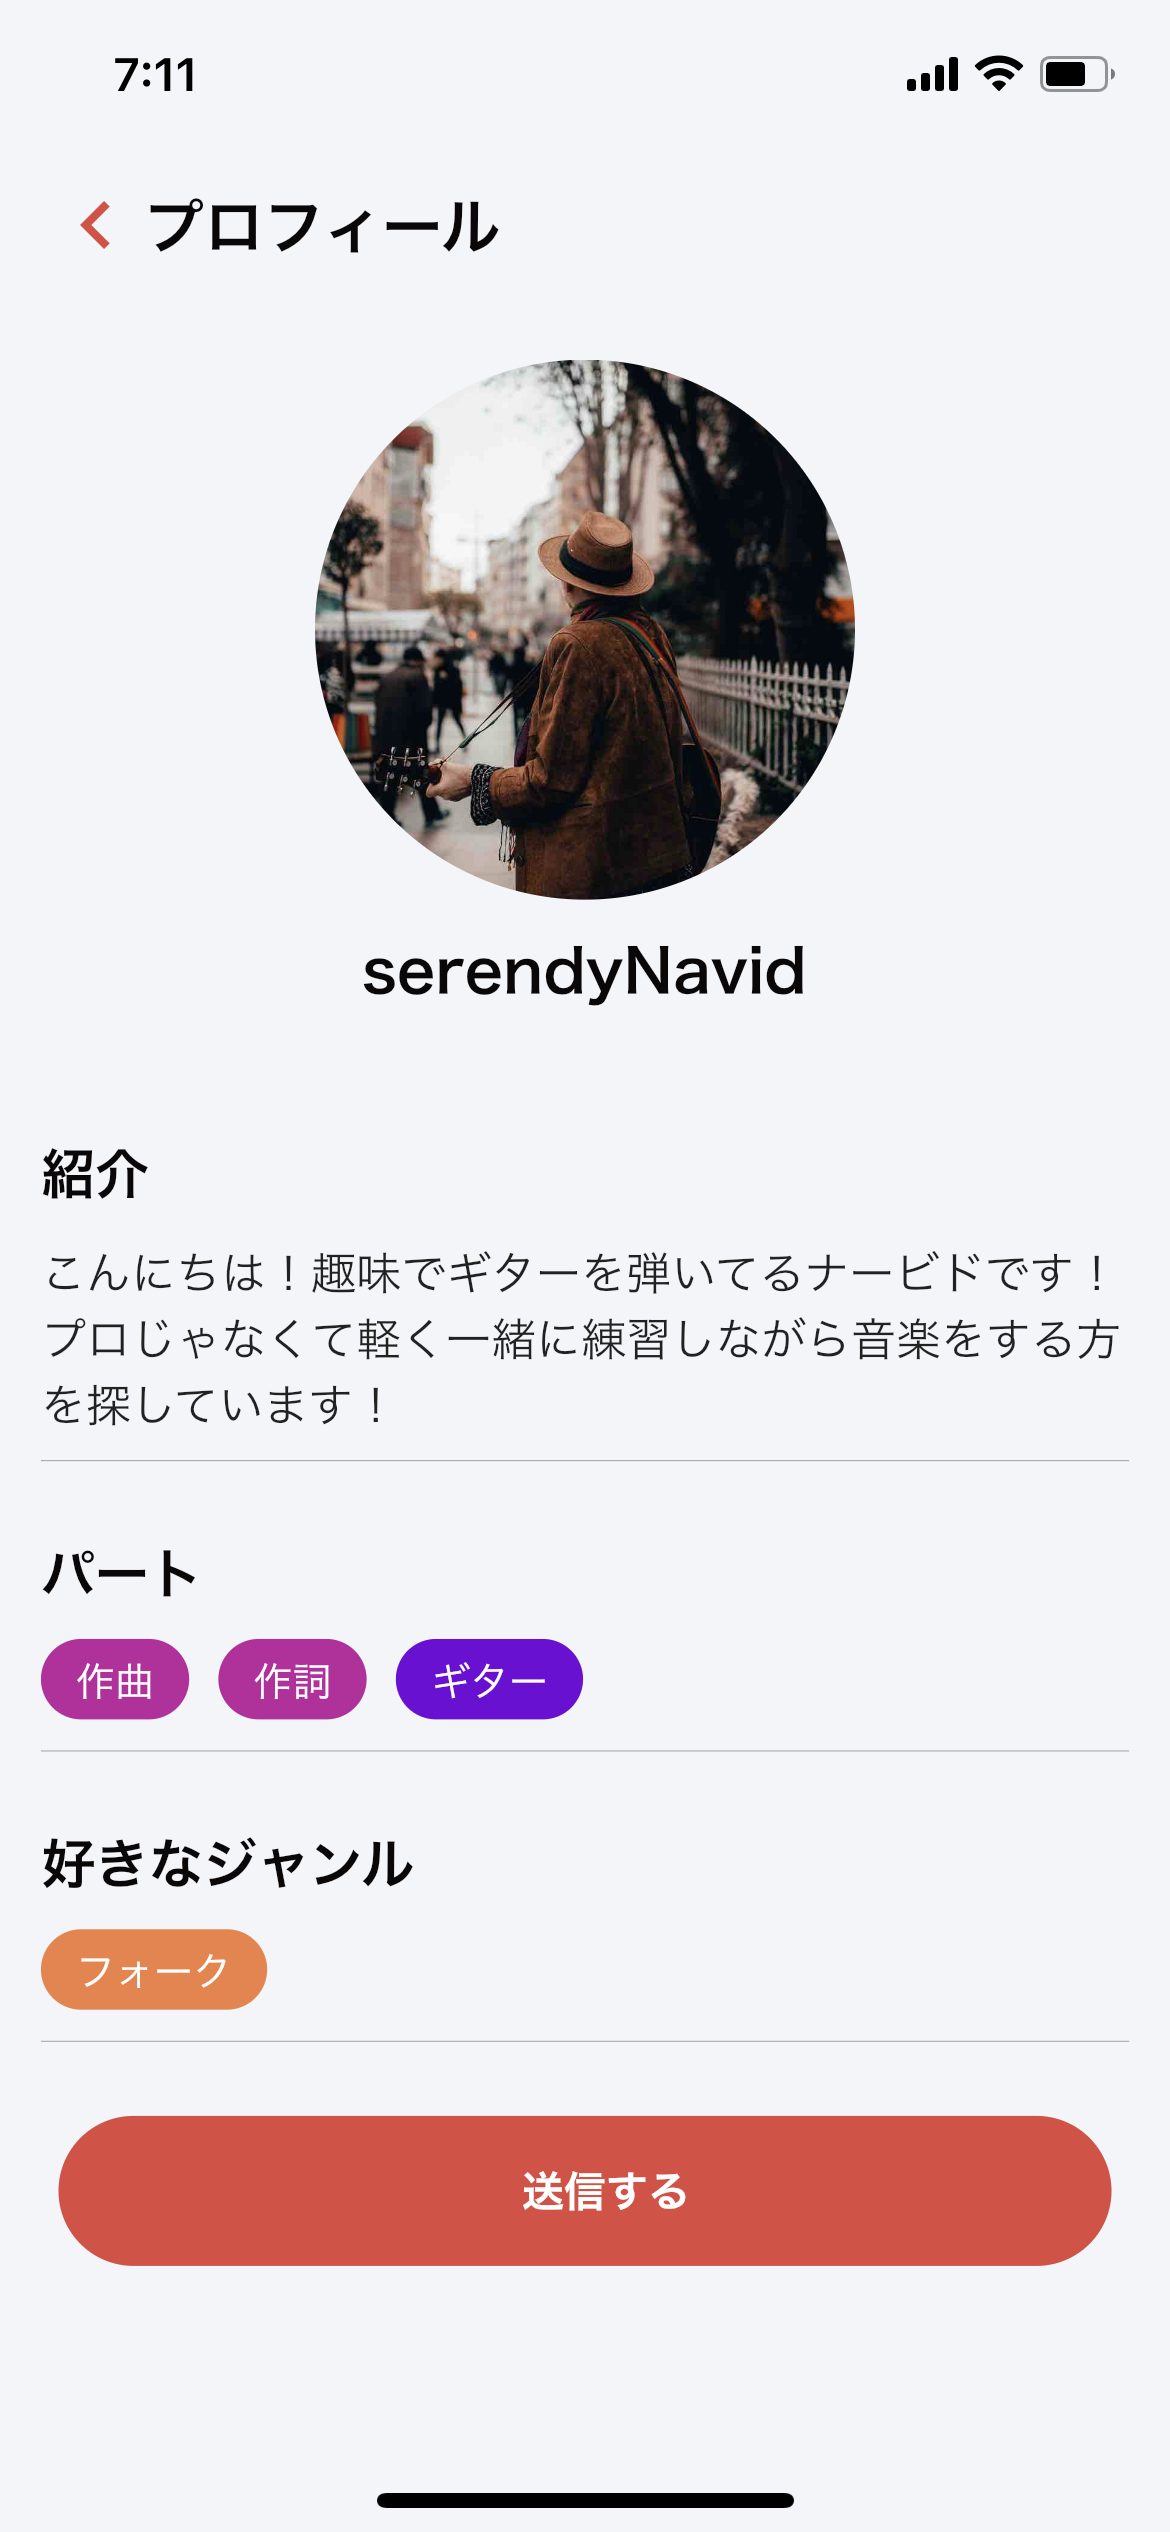 7:11
プロフィール
serendyNavid
紹介
こんにちは！趣味でギターを弾いてるナービドです！
プロじゃなくて軽く一緒に練習しながら音楽をする方
を探しています！
パート
作曲 作詞 ギター
好きなジャンル
フォーク
送信する